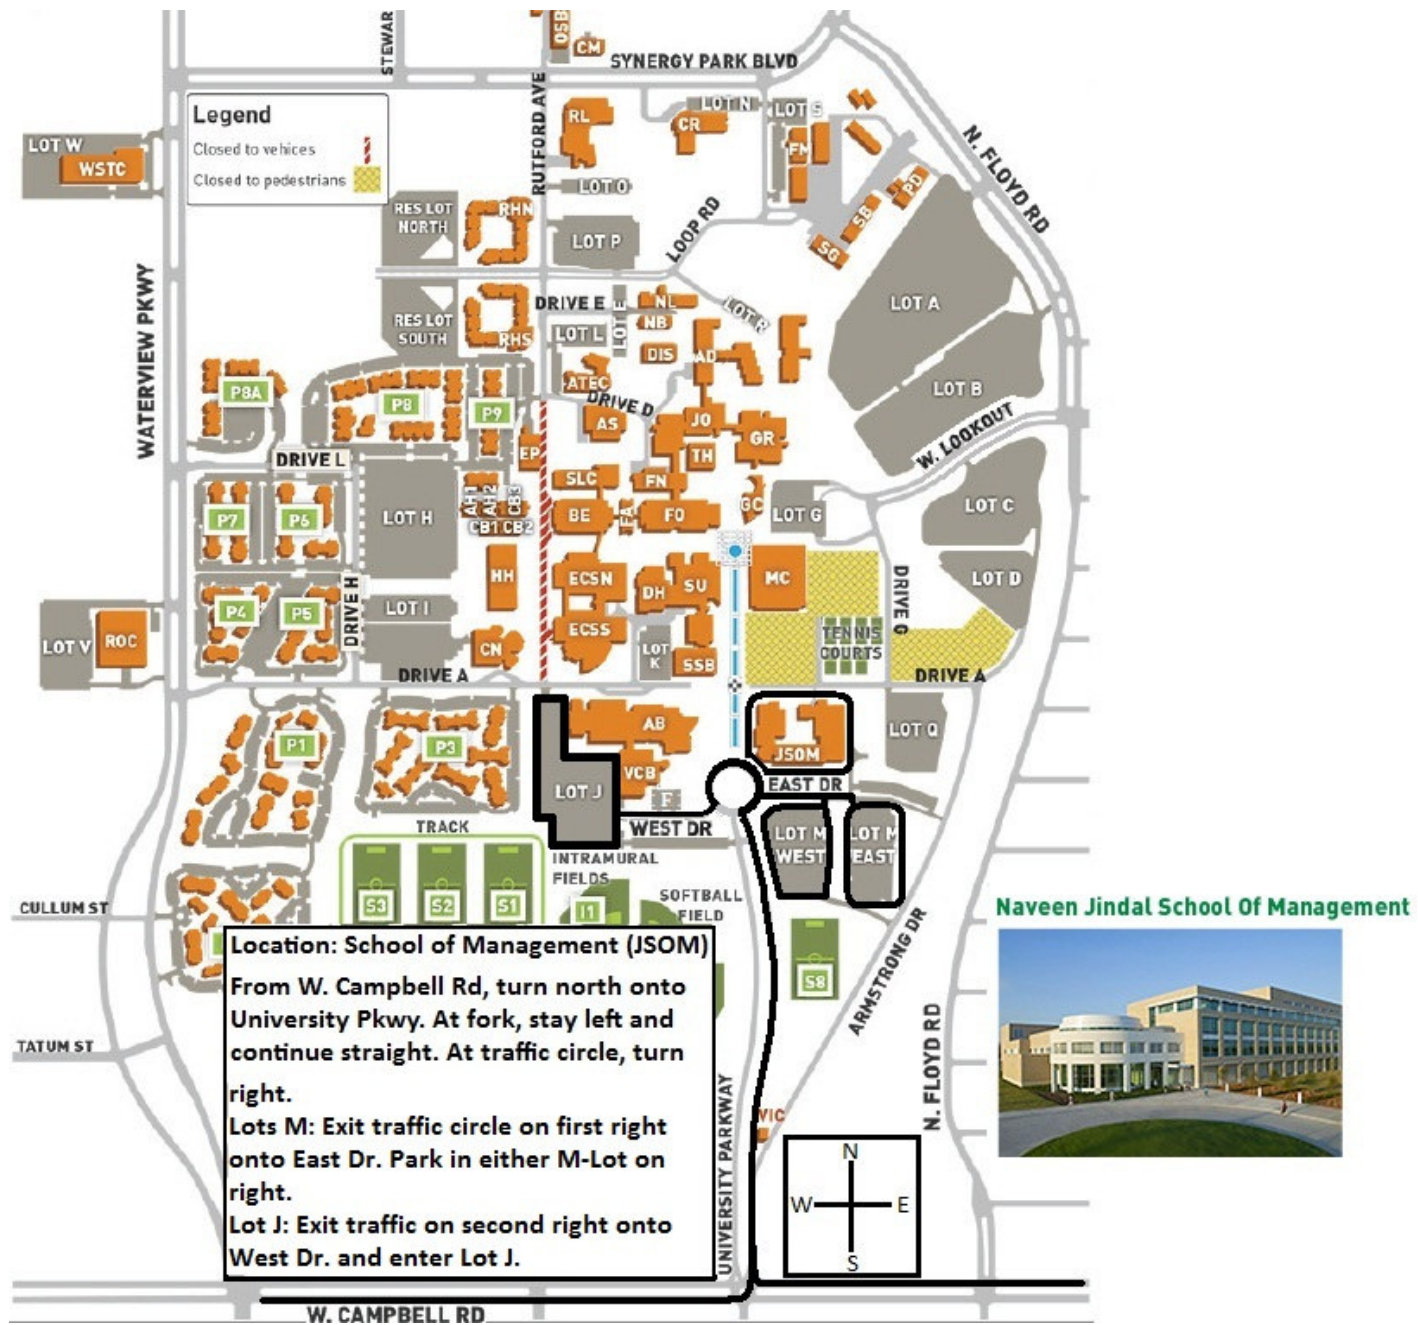 OSB
CM
STEWAR
SYNERGY PARK BLVD
Legend
Closed to vehices
Closed to pedestrians
RUTFORD AVE
RL
LOT N
LOT S
CR
FM
N. FLOYD RD
LOT W
WSTC
LOT O
PD
SB
SG
RES LOT
NORTH
RHN
LOT P
LOOP RD
WATERVIEW PKWY
RES LOT
SOUTH
RHS
DRIVE E
LOT E
NL
NB
LOT R
LOT A
LOT L
DIS
AD
ATEC
LOT B
P8A
P8
P9
DRIVE D
AS
JO
GR
W. LOOKOUT
EP
TH
DRIVE L
SLC
FN
GC
P7
P6
LOT H
AH1
AH2
CB3
CB1
CB2
BE
FA
FO
LOT G
LOT C
HH
ECSN
DH
SU
MC
DRIVE G
LOT D
P4
P5
DRIVE H
LOT I
ECSS
TENNIS
COURTS
LOT V
ROC
CN
LOT
K
SSB
DRIVE A
DRIVE A
P1
P3
AB
JSOM
LOT Q
VCB
LOT J
F
EAST DR
TRACK
WEST DR
LOT M
WEST
LOT M
EAST
INTRAMURAL
FIELDS
SOFTBALL
FIELD
CULLUM ST
S3
S2
S1
I1
Naveen Jindal School Of Management
Location: School of Management (JSOM)
From W. Campbell Rd, turn north onto
University Pkwy. At fork, stay left and
continue straight. At traffic circle, turn
right.
Lots M: Exit traffic circle on first right
onto East Dr. Park in either M-Lot on
right.
Lot J: Exit traffic on second right onto
West Dr. and enter Lot J.
S8
ARMSTRONG DR
TATUM ST
N. FLOYD RD
UNIVERSITY PARKWAY
VIC
N
W
E
S
W. CAMPBELL RD